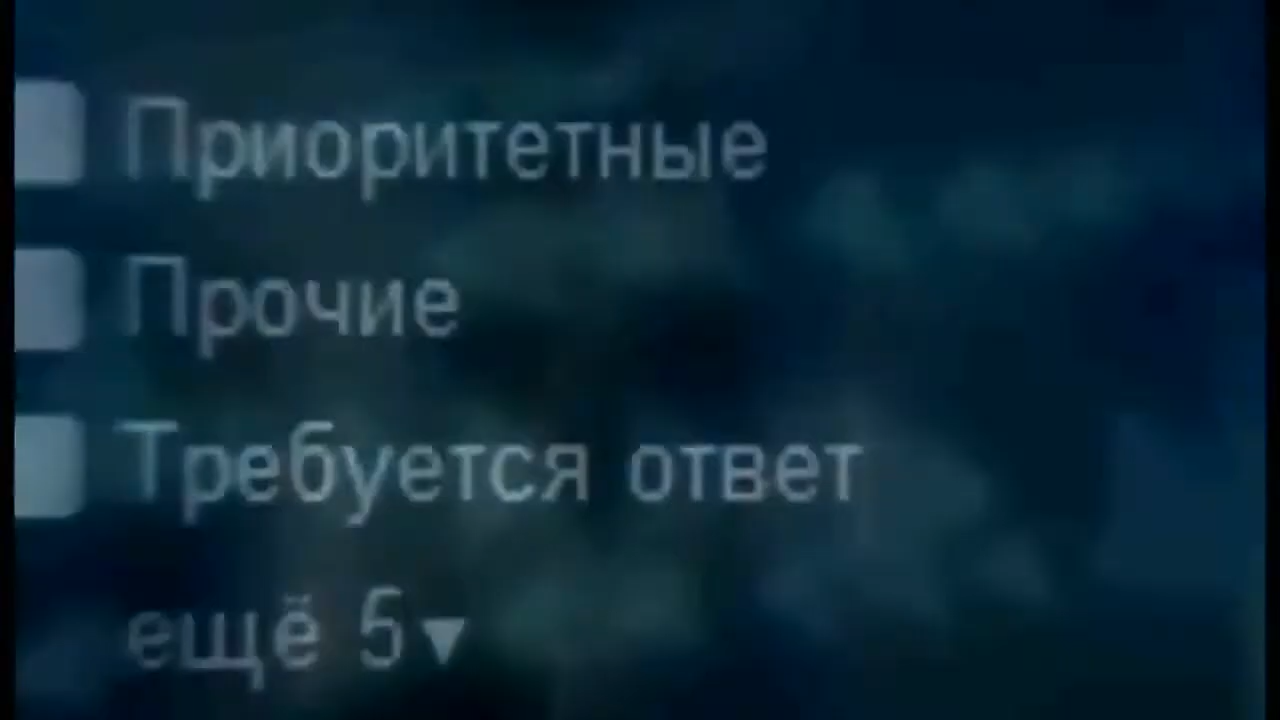 Приоритетные
Прочие
Требуется ответ
ещё 5▼